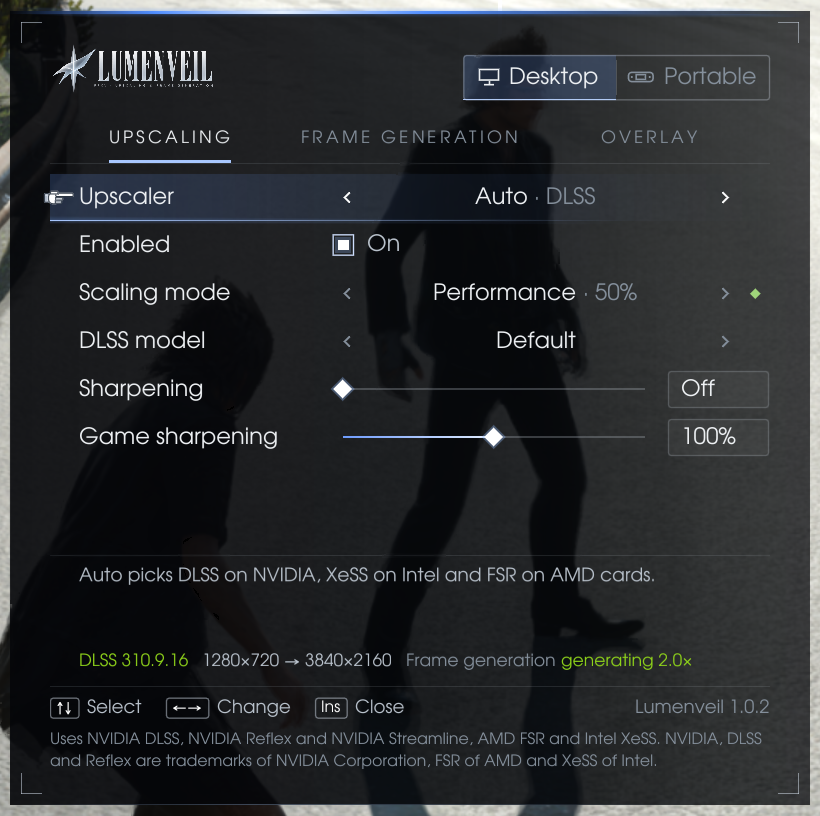 LUMENVEIL
Desktop
Portable
UPSCALING FRAME GENERATION OVERLAY
Upscaler Auto · DLSS
Enabled On
Scaling mode Performance · 50%
DLSS model Default
Sharpening Off
Game sharpening 100%
Auto picks DLSS on NVIDIA, XeSS on Intel and FSR on AMD cards.
DLSS 310.9.16 1280×720 → 3840×2160 Frame generation generating 2.0×
↑↓ Select ←→ Change Ins Close Lumenveil 1.0.2
Uses NVIDIA DLSS, NVIDIA Reflex and NVIDIA Streamline, AMD FSR and Intel XeSS. NVIDIA, DLSS
and Reflex are trademarks of NVIDIA Corporation, FSR of AMD and XeSS of Intel.